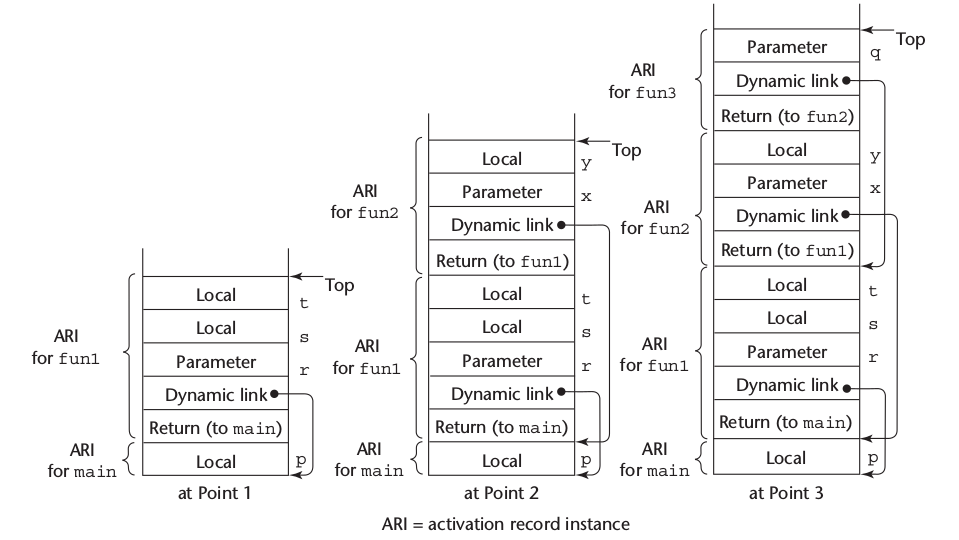 Top
Local t
Local s
ARI
for fun1
Parameter r
Dynamic link
Return (to main)
ARI
for main
Local p
at Point 1
Top
Local y
ARI
for fun2
Parameter x
Dynamic link
Return (to fun1)
Local t
Local s
ARI
for fun1
Parameter r
Dynamic link
Return (to main)
ARI
for main
Local p
at Point 2
Top
Parameter q
ARI
for fun3
Dynamic link
Return (to fun2)
Local y
Parameter x
ARI
for fun2
Dynamic link
Return (to fun1)
Local t
Local s
ARI
for fun1
Parameter r
Dynamic link
Return (to main)
ARI
for main
Local p
at Point 3
ARI = activation record instance